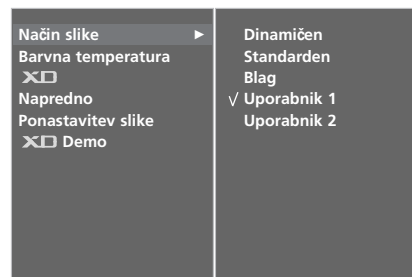 Način slike
Barvna temperatura
XD
Napredno
Ponastavitev slike
XD Demo
Dinamičen
Standarden
Blag
√ Uporabnik 1
Uporabnik 2